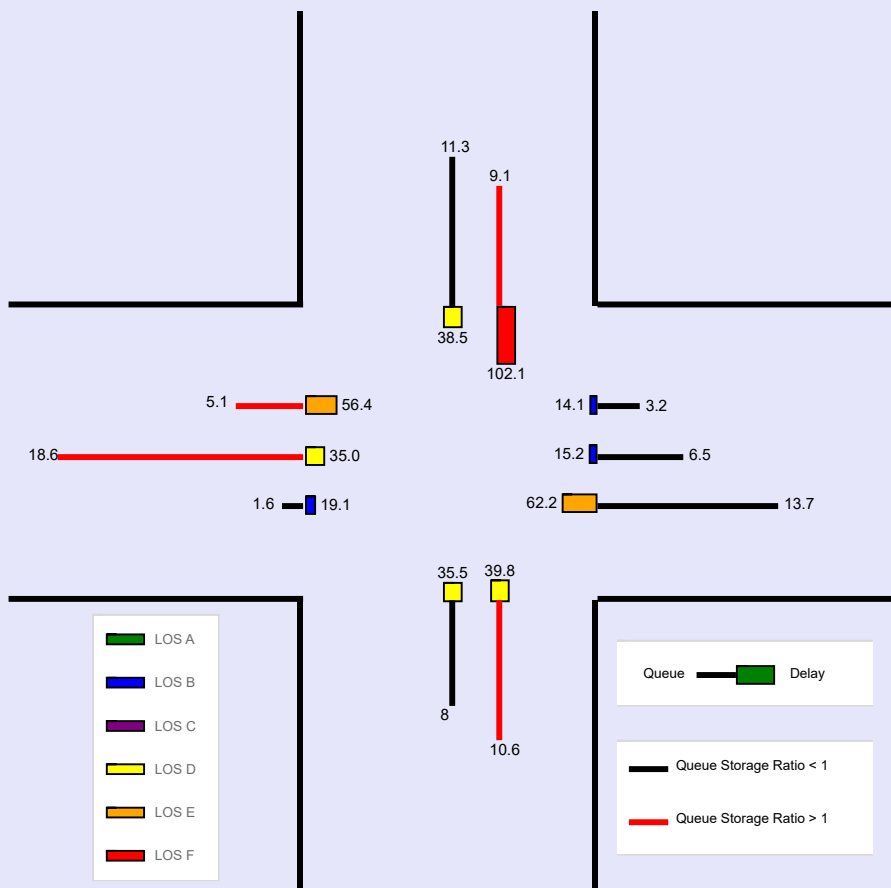 11.3
9.1
38.5
102.1
5.1
56.4
14.1
3.2
18.6
35.0
15.2
6.5
1.6
19.1
62.2
13.7
35.5
39.8
8
10.6
LOS A
LOS B
LOS C
LOS D
LOS E
LOS F
Queue Delay
Queue Storage Ratio < 1
Queue Storage Ratio > 1